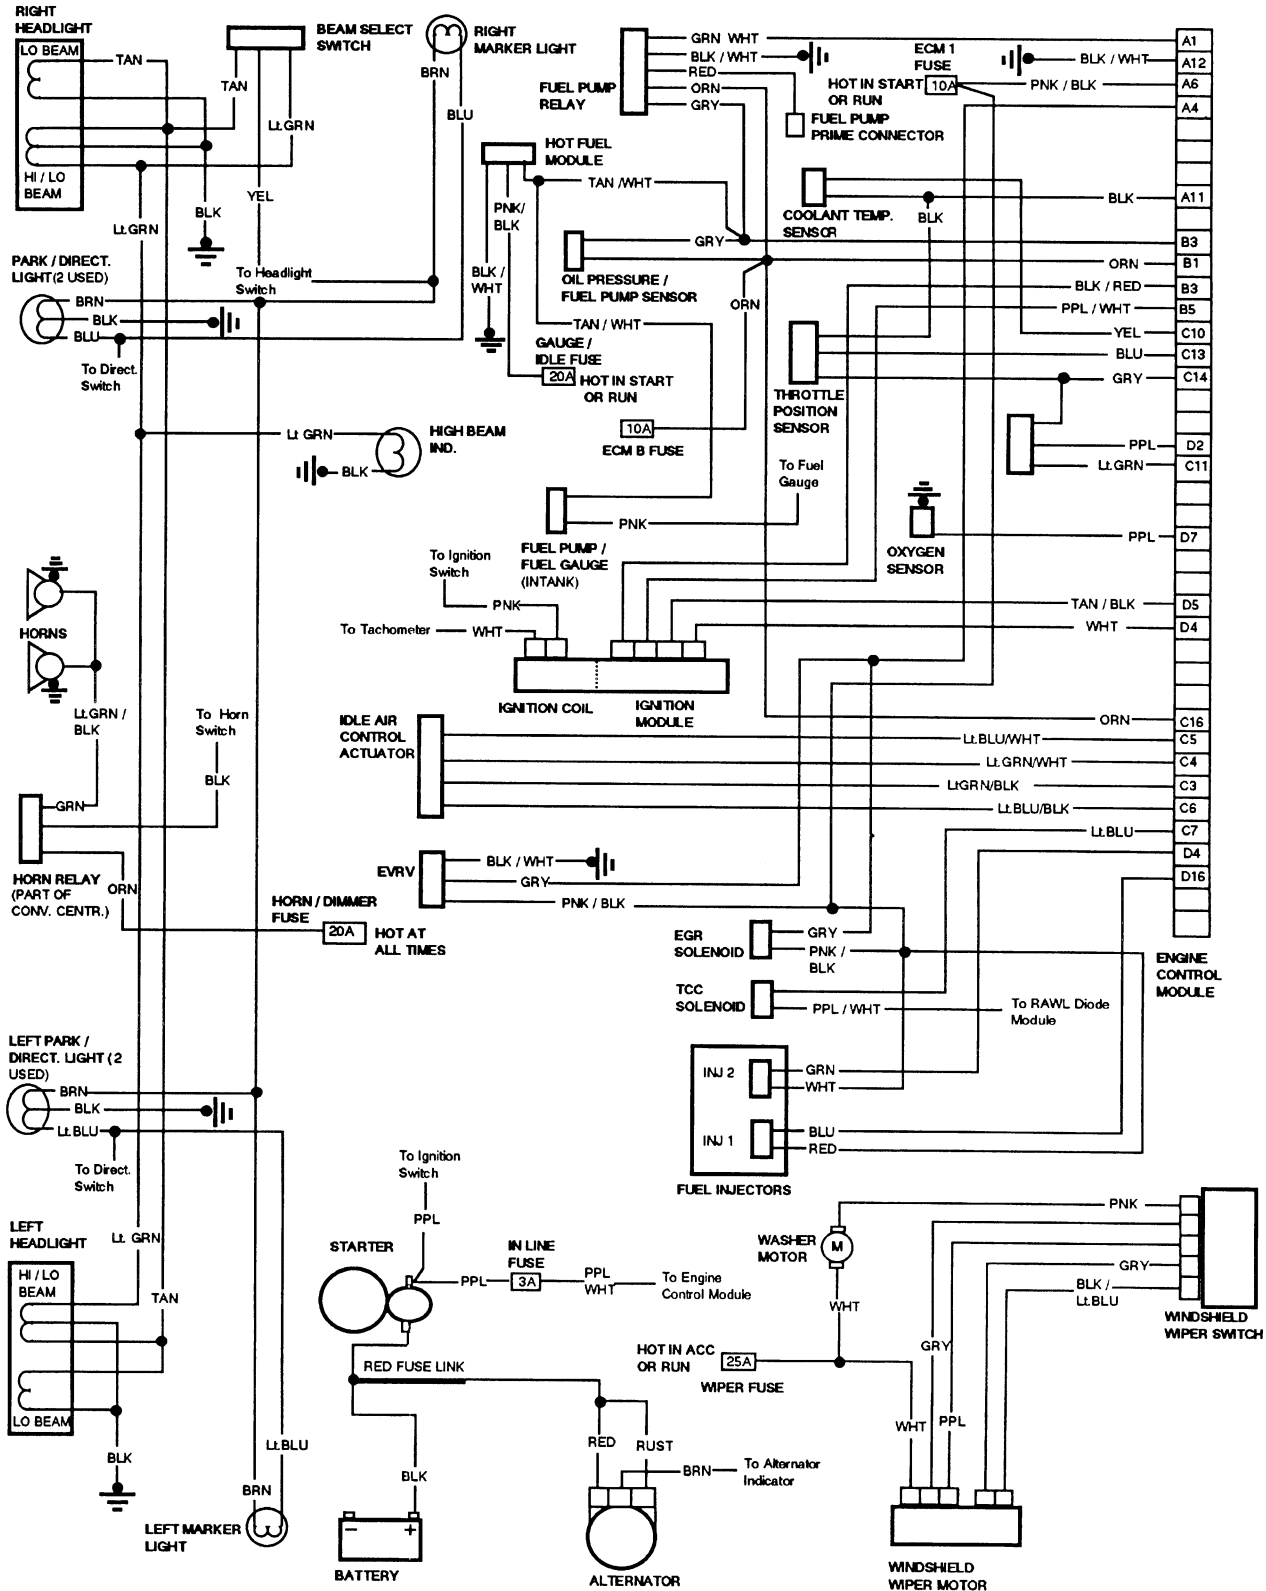 RIGHT
HEADLIGHT
LO BEAM
TAN
HI / LO
BEAM
BEAM SELECT
SWITCH
TAN
Lt.GRN
YEL
BLK
Lt.GRN
RIGHT
MARKER LIGHT
BRN
BLU
FUEL PUMP
RELAY
GRN WHT
BLK / WHT
RED
ORN
GRY
FUEL PUMP
PRIME CONNECTOR
ECM 1
FUSE
HOT IN START
OR RUN
10A
BLK / WHT
PNK / BLK
A1
A12
A6
A4
HOT FUEL
MODULE
TAN /WHT
PNK/
BLK
BLK /
WHT
COOLANT TEMP.
SENSOR
BLK
BLK
A11
GRY
B3
OIL PRESSURE /
FUEL PUMP SENSOR
ORN
ORN
B1
BLK / RED
B3
PPL / WHT
B5
YEL
C10
BLU
C13
GRY
C14
PPL
D2
Lt.GRN
C11
PARK / DIRECT.
LIGHT(2 USED)
BRN
BLK
BLU
To Headlight
Switch
To Direct.
Switch
TAN / WHT
GAUGE /
IDLE FUSE
20A
HOT IN START
OR RUN
10A
ECM B FUSE
THROTTLE
POSITION
SENSOR
To Fuel
Gauge
Lt GRN
HIGH BEAM
IND.
BLK
PNK
FUEL PUMP /
FUEL GAUGE
(INTANK)
OXYGEN
SENSOR
PPL
D7
To Ignition
Switch
PNK
To Tachometer
WHT
IGNITION COIL
IGNITION
MODULE
TAN / BLK
D5
WHT
D4
HORNS
Lt.GRN /
BLK
To Horn
Switch
BLK
GRN
HORN RELAY
(PART OF
CONV. CENTR.)
ORN
HORN / DIMMER
FUSE
20A
HOT AT
ALL TIMES
IDLE AIR
CONTROL
ACTUATOR
ORN
C16
Lt.BLU/WHT
C5
Lt.GRN/WHT
C4
LtGRN/BLK
C3
Lt.BLU/BLK
C6
Lt.BLU
C7
D4
D16
EVRV
BLK / WHT
GRY
PNK / BLK
EGR
SOLENOID
GRY
PNK /
BLK
TCC
SOLENOID
PPL / WHT
To RAWL Diode
Module
ENGINE
CONTROL
MODULE
INJ 2
GRN
WHT
INJ 1
BLU
RED
FUEL INJECTORS
LEFT PARK /
DIRECT. LIGHT (2
USED)
BRN
BLK
Lt.BLU
To Direct.
Switch
LEFT
HEADLIGHT
HI / LO
BEAM
LO BEAM
Lt. GRN
TAN
BLK
Lt.BLU
BRN
LEFT MARKER
LIGHT
To Ignition
Switch
PPL
STARTER
PPL
IN LINE
FUSE
3A
PPL
WHT
To Engine
Control Module
RED FUSE LINK
BLK
-
+
BATTERY
RED
RUST
BRN
To Alternator
Indicator
ALTERNATOR
WASHER
MOTOR
M
WHT
HOT IN ACC
OR RUN
25A
WIPER FUSE
PNK
GRY
BLK /
Lt.BLU
WINDSHIELD
WIPER SWITCH
GRY
WHT
PPL
WINDSHIELD
WIPER MOTOR